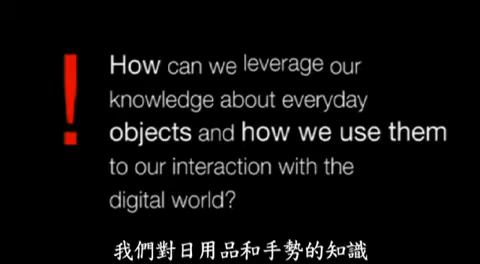 !
How can we leverage our
knowledge about everyday
objects and how we use them
to our interaction with the
digital world?
我們對日用品和手勢的知識